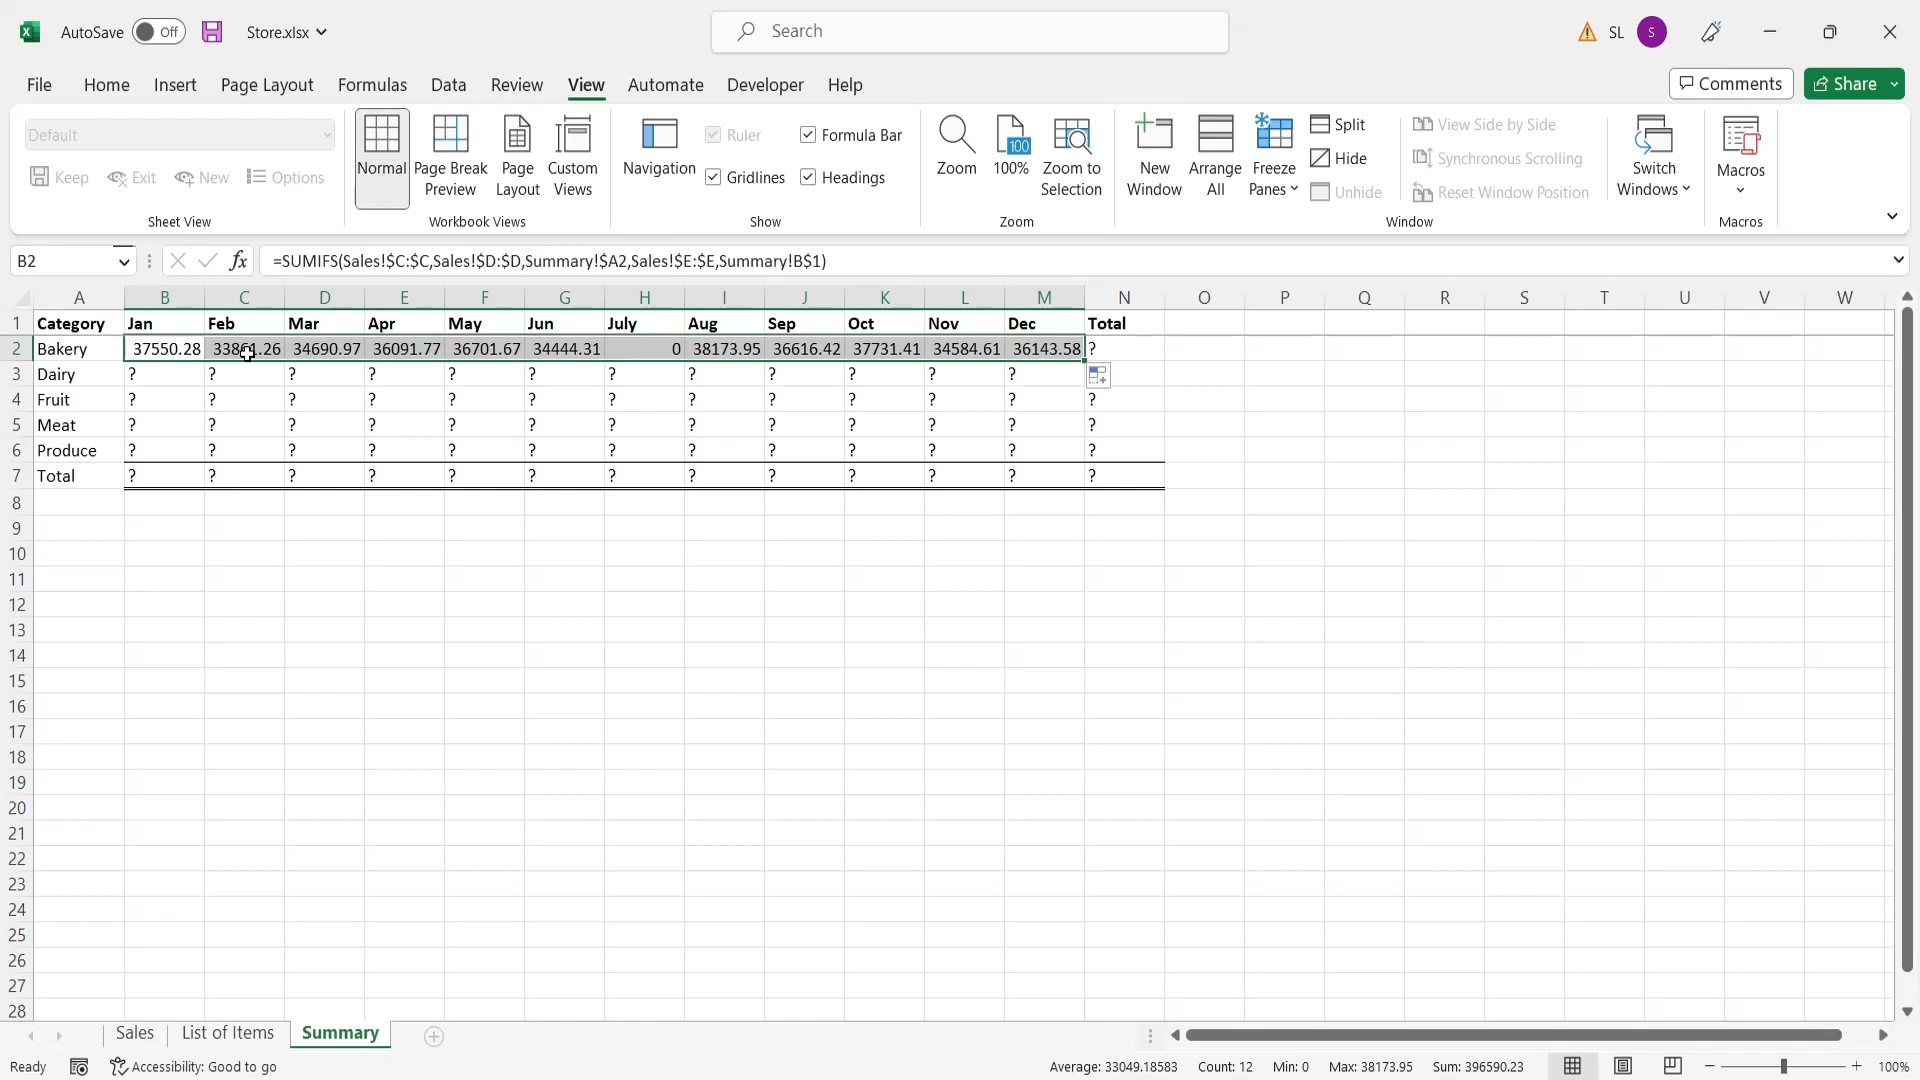 AutoSave Off Store.xlsx Search SL S
File Home Insert Page Layout Formulas Data Review View Automate Developer Help Comments Share
Default
Keep Exit New Options
Sheet View
Normal Page Break Preview Page Layout Custom Views
Workbook Views
Navigation Ruler Formula Bar
Gridlines Headings
Show
Zoom 100 100% Zoom to Selection
Zoom
New Window Arrange All Freeze Panes Split
Hide
Unhide
View Side by Side
Synchronous Scrolling
Reset Window Position
Switch Windows
Window
Macros
Macros
B2 fx =SUMIFS(Sales!$C:$C,Sales!$D:$D,Summary!$A2,Sales!$E:$E,Summary!B$1)
A B C D E F G H I J K L M N O P Q R S T U V W
1 Category Jan Feb Mar Apr May Jun July Aug Sep Oct Nov Dec Total
2 Bakery 37550.28 34690.97 36091.77 36701.67 34444.31 0 38173.95 36616.42 37731.41 34584.61 36143.58 ?
3 Dairy ? ? ? ? ? ? ? ? ? ? ? ?
4 Fruit ? ? ? ? ? ? ? ? ? ? ? ? ?
5 Meat ? ? ? ? ? ? ? ? ? ? ? ? ?
6 Produce ? ? ? ? ? ? ? ? ? ? ? ? ?
7 Total ? ? ? ? ? ? ? ? ? ? ? ? ?
8
9
10
11
12
13
14
15
16
17
18
19
20
21
22
23
24
25
26
27
28
Sales List of Items Summary
Ready Accessibility: Good to go Average: 33049.18583 Count: 12 Min: 0 Max: 38173.95 Sum: 396590.23 100%